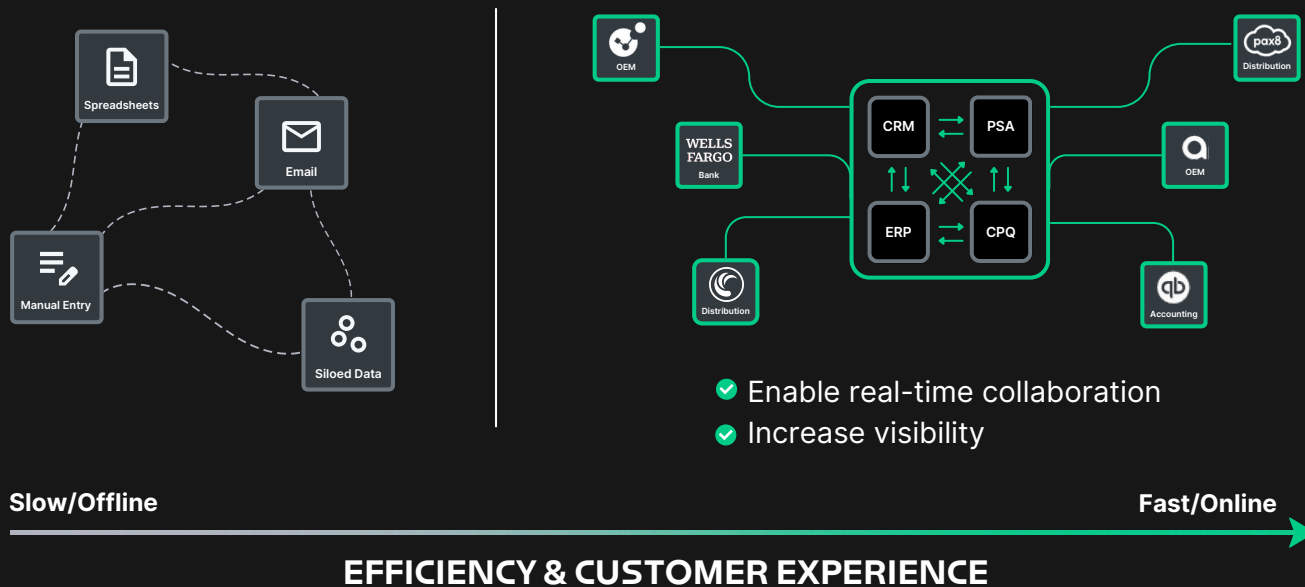 Spreadsheets
Email
Manual Entry
Siloed Data
OEM
WELLS
FARGO
Bank
Distribution
CRM
PSA
ERP
CPQ
pax8
Distribution
a
OEM
qb
Accounting
Enable real-time collaboration
Increase visibility
Slow/Offline
Fast/Online
EFFICIENCY & CUSTOMER EXPERIENCE